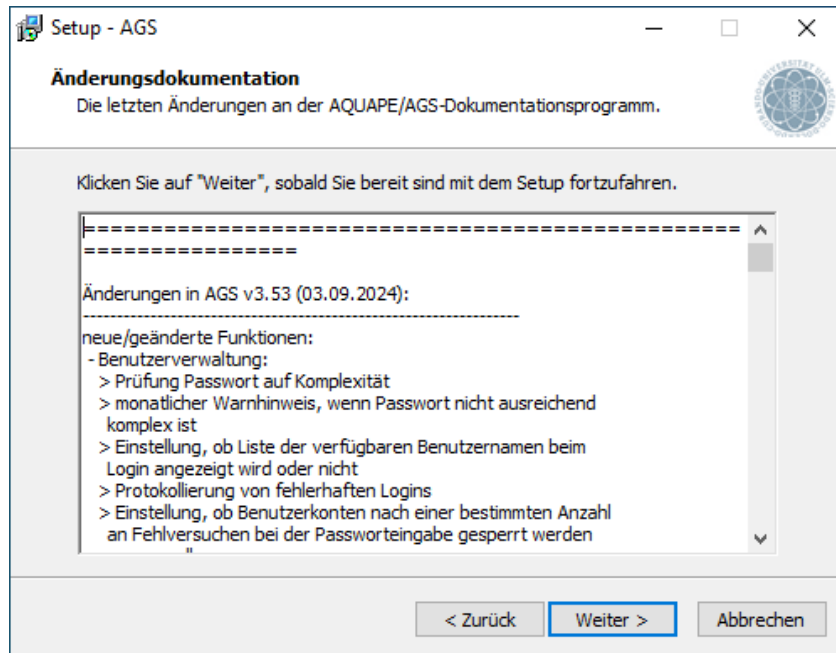 Setup - AGS
Änderungsdokumentation
Die letzten Änderungen an der AQUAPE/AGS-Dokumentationsprogramm.
Klicken Sie auf "Weiter", sobald Sie bereit sind mit dem Setup fortzufahren.
=================================================
================
Änderungen in AGS v3.53 (03.09.2024):
-----------------------------------------------------------------
neue/geänderte Funktionen:
- Benutzerverwaltung:
> Prüfung Passwort auf Komplexität
> monatlicher Warnhinweis, wenn Passwort nicht ausreichend
komplex ist
> Einstellung, ob Liste der verfügbaren Benutzernamen beim
Login angezeigt wird oder nicht
> Protokollierung von fehlerhaften Logins
> Einstellung, ob Benutzerkonten nach einer bestimmten Anzahl
an Fehlversuchen bei der Passworteingabe gesperrt werden
< Zurück
Weiter >
Abbrechen